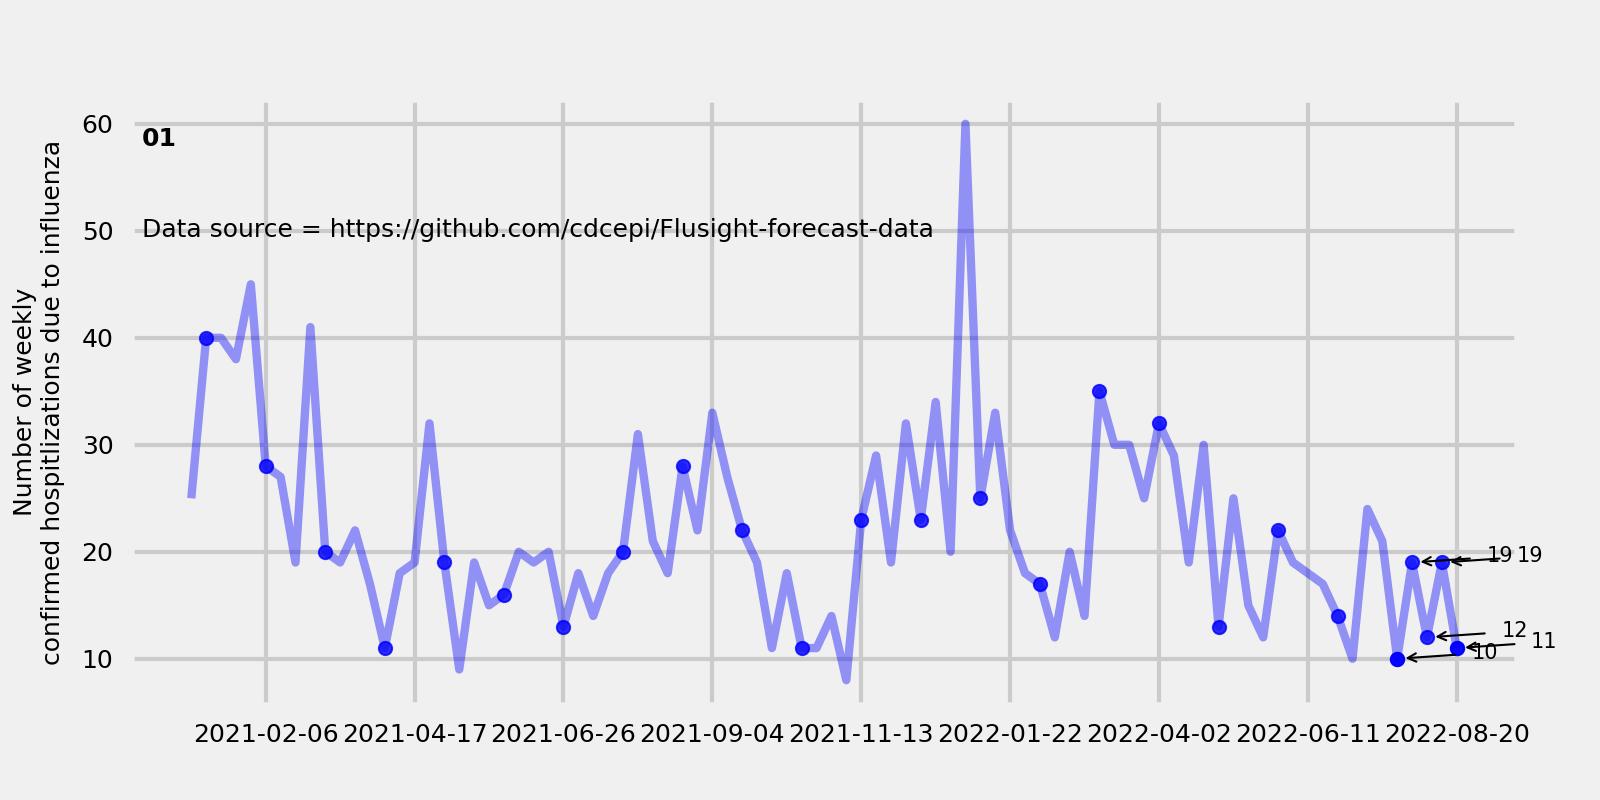 60
01
Data source = https://github.com/cdcepi/Flusight-forecast-data
50
40
30
20
10
Number of weekly
confirmed hospitlizations due to influenza
19 19
12
11
10
2021-02-06 2021-04-17 2021-06-26 2021-09-04 2021-11-13 2022-01-22 2022-04-02 2022-06-11 2022-08-20